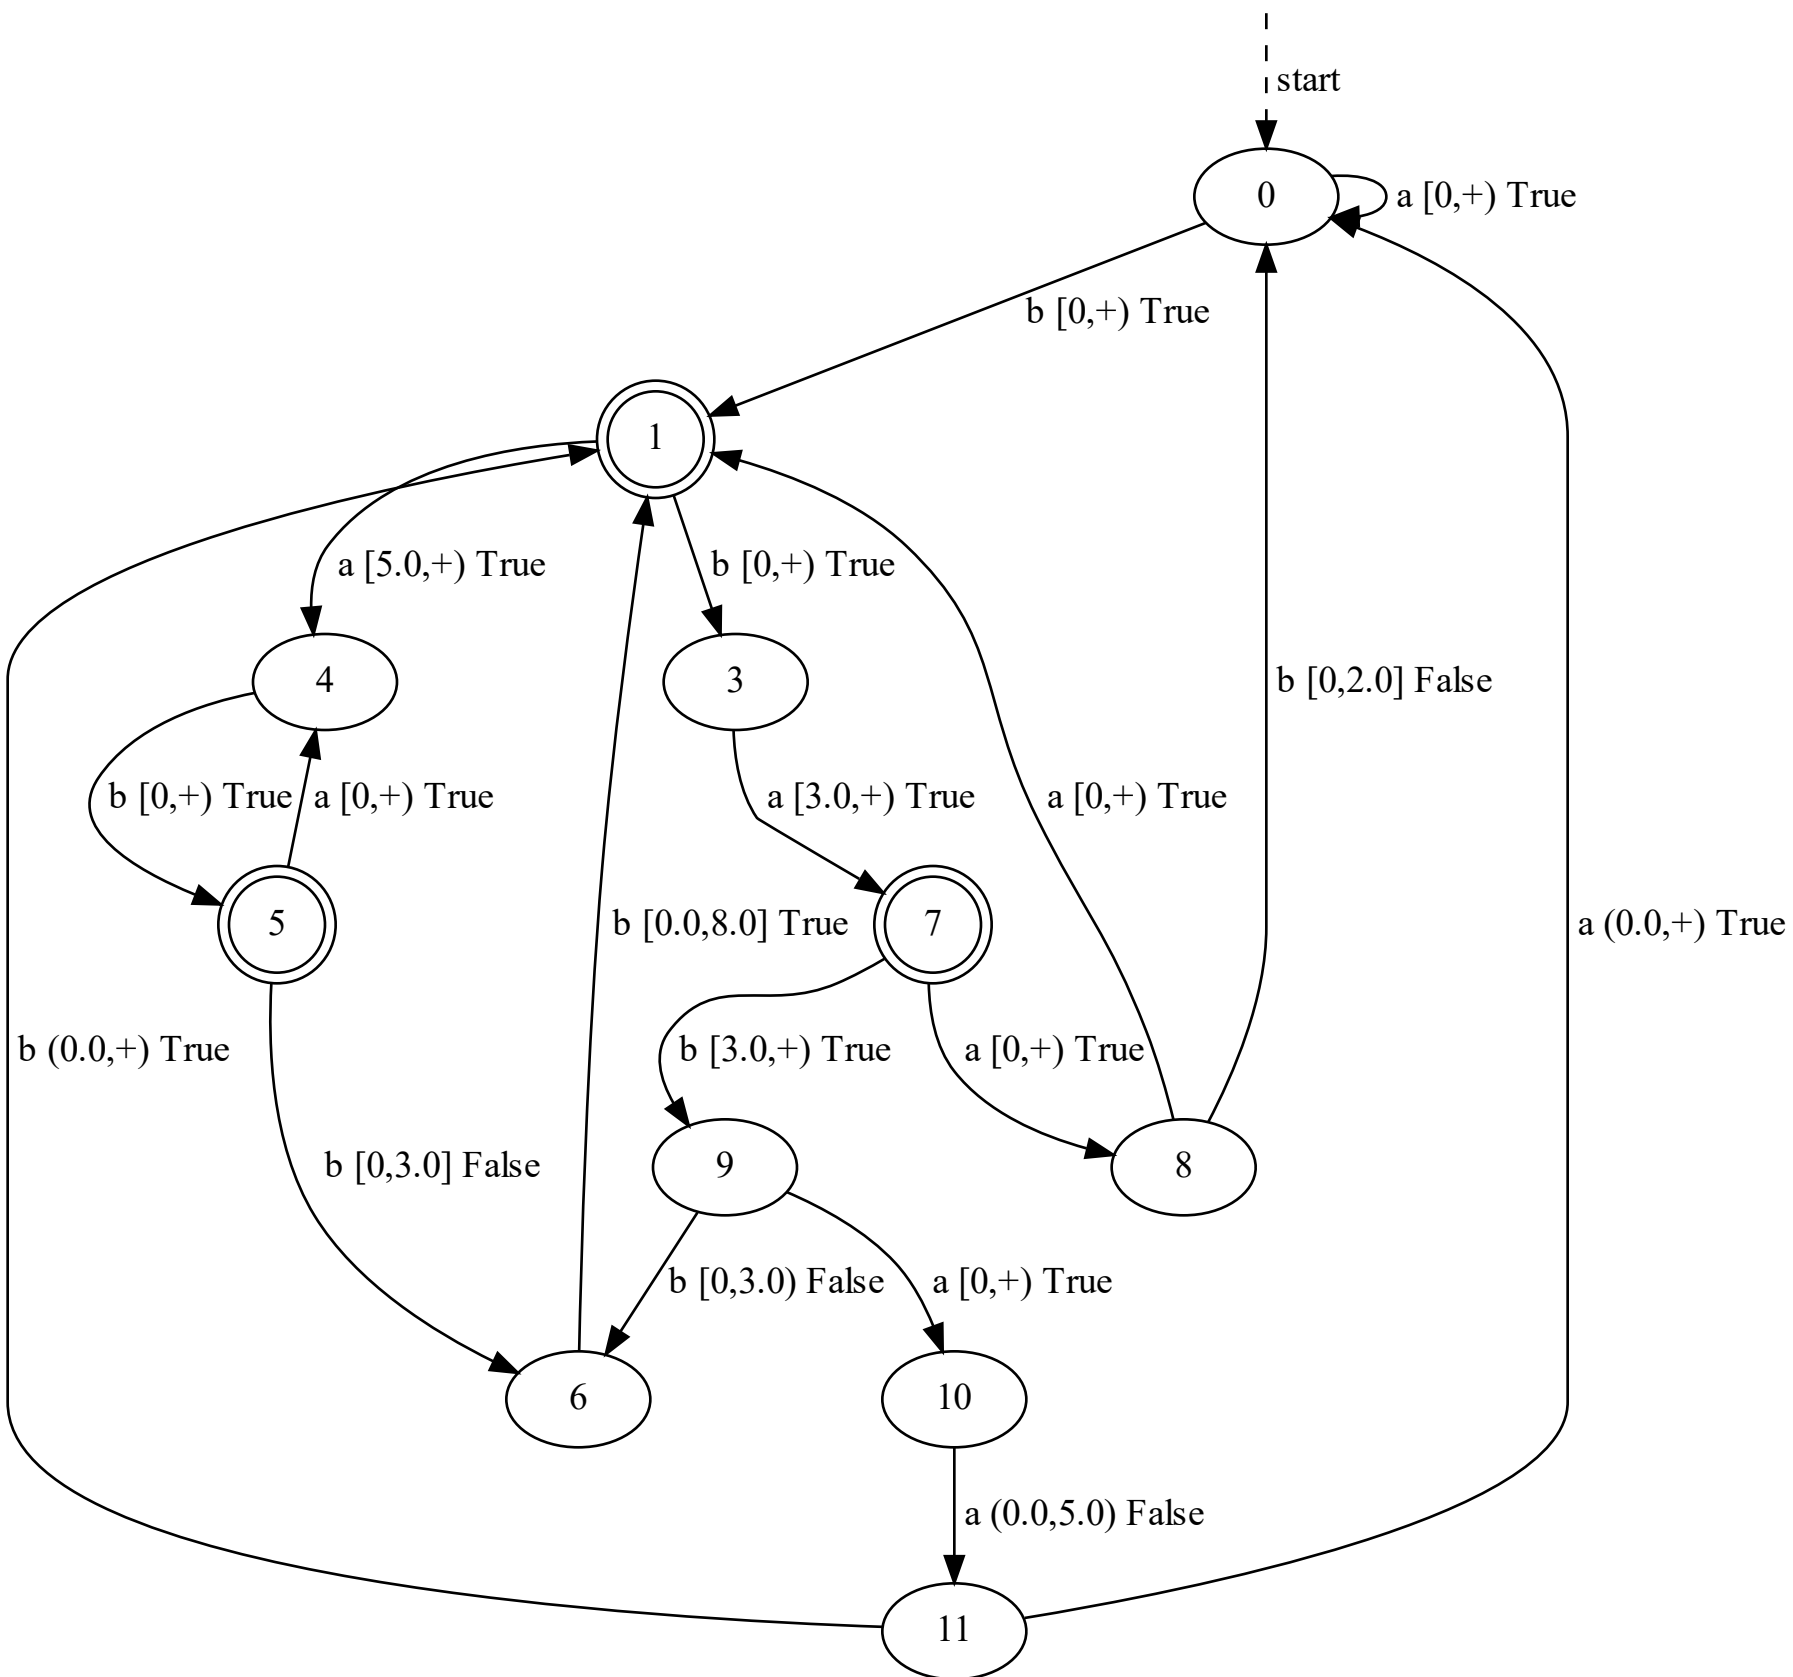 start
0
a [0,+) True
b [0,+) True
1
a [5.0,+) True
b [0,+) True
4
3
b [0,2.0] False
b [0,+) True
a [0,+) True
a [3.0,+) True
a [0,+) True
5
b [0.0,8.0] True
7
a (0.0,+) True
b (0.0,+) True
b [3.0,+) True
a [0,+) True
b [0,3.0] False
9
8
b [0,3.0) False
a [0,+) True
6
10
a (0.0,5.0) False
11